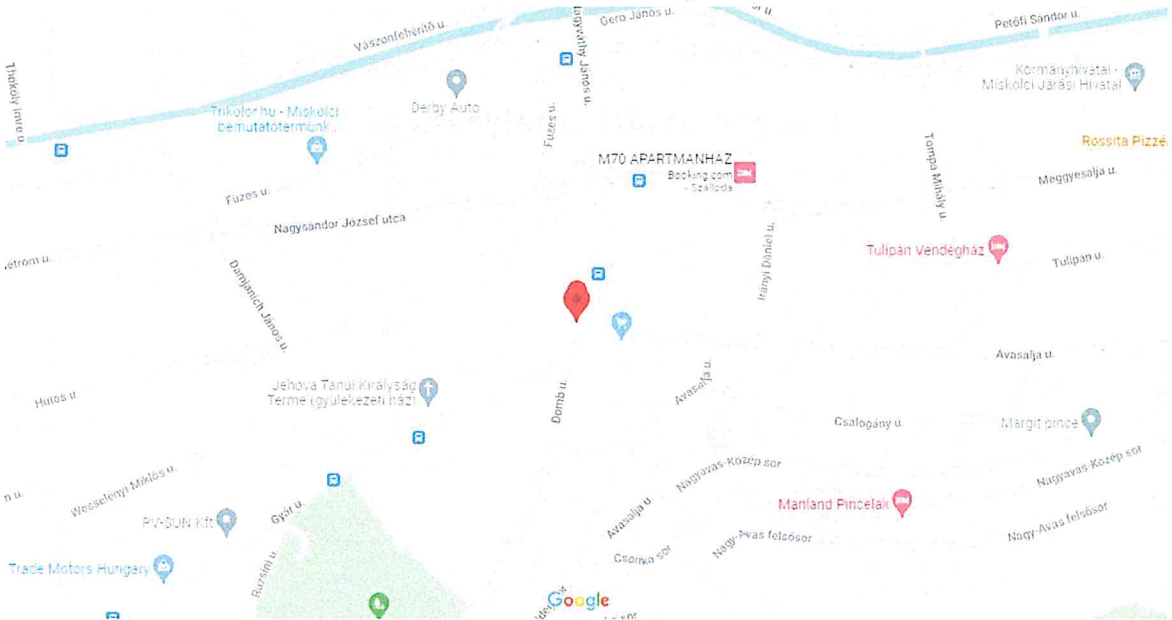 Gerő János u.
Petőfi Sándor u.
Vászonfehérítő u.
Thököly Imre u.
Derby Autó
Kormányhivatal -
Miskolci Járási Hivatal
Trikolor.hu - Miskolci
bemutatótermünk...
Füzes u.
Rossita Pizzé
M70 APARTMANHÁZ
Booking.com
- Szálloda
Tompa Mihály u.
Meggyesalja u.
Füzes u.
Nagysándor József utca
Irányi Dániel u.
Tulipán Vendégház
Tulipán u.
Damjanich János u.
Avasalja u.
Hutás u.
Jehova Tanúi Királyság
Terme (gyülekezeti ház)
Domb u.
Avasalja u.
Csalogány u.
Margit pince
Nagyavas-Közép sor
Nagyavas-Közép sor
Wesselényi Miklós u.
Gyár u.
PV-SUN Kft
Manland Pincelak
Avasalja u.
Nagy-Avas felsősor
Nagy-Avas felsősor
Csonka sor
Trade Motors Hungary
Ruzsini u.
Google